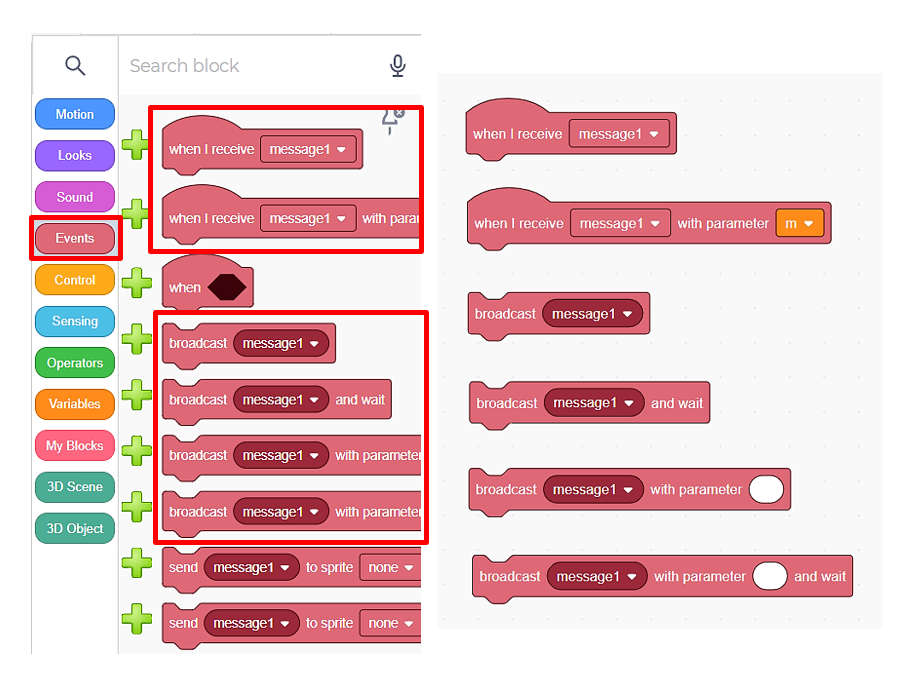 Search block
Motion
Looks
Sound
Events
Control
Sensing
Operators
Variables
My Blocks
3D Scene
3D Object
when I receive message1
when I receive message1 with parar
when
broadcast message1
broadcast message1 and wait
broadcast message1 with parameter
broadcast message1 with parameter
send message1 to sprite none
send message1 to sprite none
when I receive message1
when I receive message1 with parameter m
broadcast message1
broadcast message1 and wait
broadcast message1 with parameter
broadcast message1 with parameter and wait